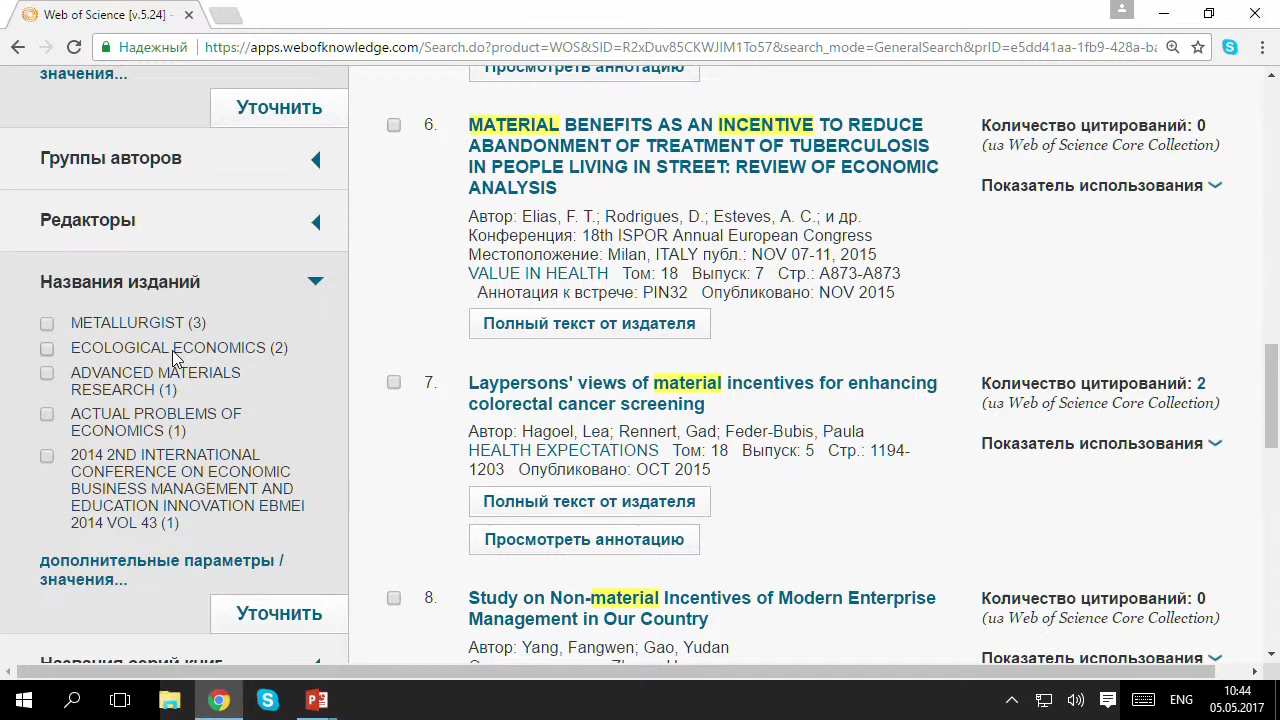 Web of Science [v.5.24] -
Надежный https://apps.webofknowledge.com/Search.do?product=WOS&SID=R2xDuv85CKWJIM1To57&search_mode=GeneralSearch&prID=e5dd41aa-1fb9-428a-ba
значения...
Уточнить
Группы авторов
Редакторы
Названия изданий
METALLURGIST (3)
ECOLOGICAL ECONOMICS (2)
ADVANCED MATERIALS
RESEARCH (1)
ACTUAL PROBLEMS OF
ECONOMICS (1)
2014 2ND INTERNATIONAL
CONFERENCE ON ECONOMIC
BUSINESS MANAGEMENT AND
EDUCATION INNOVATION EBMEI
2014 VOL 43 (1)
дополнительные параметры /
значения...
Уточнить
Названия серий книг
Просмотреть аннотацию
6.
MATERIAL BENEFITS AS AN INCENTIVE TO REDUCE
ABANDONMENT OF TREATMENT OF TUBERCULOSIS
IN PEOPLE LIVING IN STREET: REVIEW OF ECONOMIC
ANALYSIS
Автор: Elias, F. T.; Rodrigues, D.; Esteves, A. C.; и др.
Конференция: 18th ISPOR Annual European Congress
Местоположение: Milan, ITALY публ.: NOV 07-11, 2015
VALUE IN HEALTH Том: 18 Выпуск: 7 Стр.: A873-A873
Аннотация к встрече: PIN32 Опубликовано: NOV 2015
Полный текст от издателя
Количество цитирований: 0
(из Web of Science Core Collection)
Показатель использования
7.
Laypersons' views of material incentives for enhancing
colorectal cancer screening
Автор: Hagoel, Lea; Rennert, Gad; Feder-Bubis, Paula
HEALTH EXPECTATIONS Том: 18 Выпуск: 5 Стр.: 1194-
1203 Опубликовано: OCT 2015
Полный текст от издателя
Просмотреть аннотацию
Количество цитирований: 2
(из Web of Science Core Collection)
Показатель использования
8.
Study on Non-material Incentives of Modern Enterprise
Management in Our Country
Автор: Yang, Fangwen; Gao, Yudan
Количество цитирований: 0
(из Web of Science Core Collection)
Показатель использования
ENG
10:44
05.05.2017